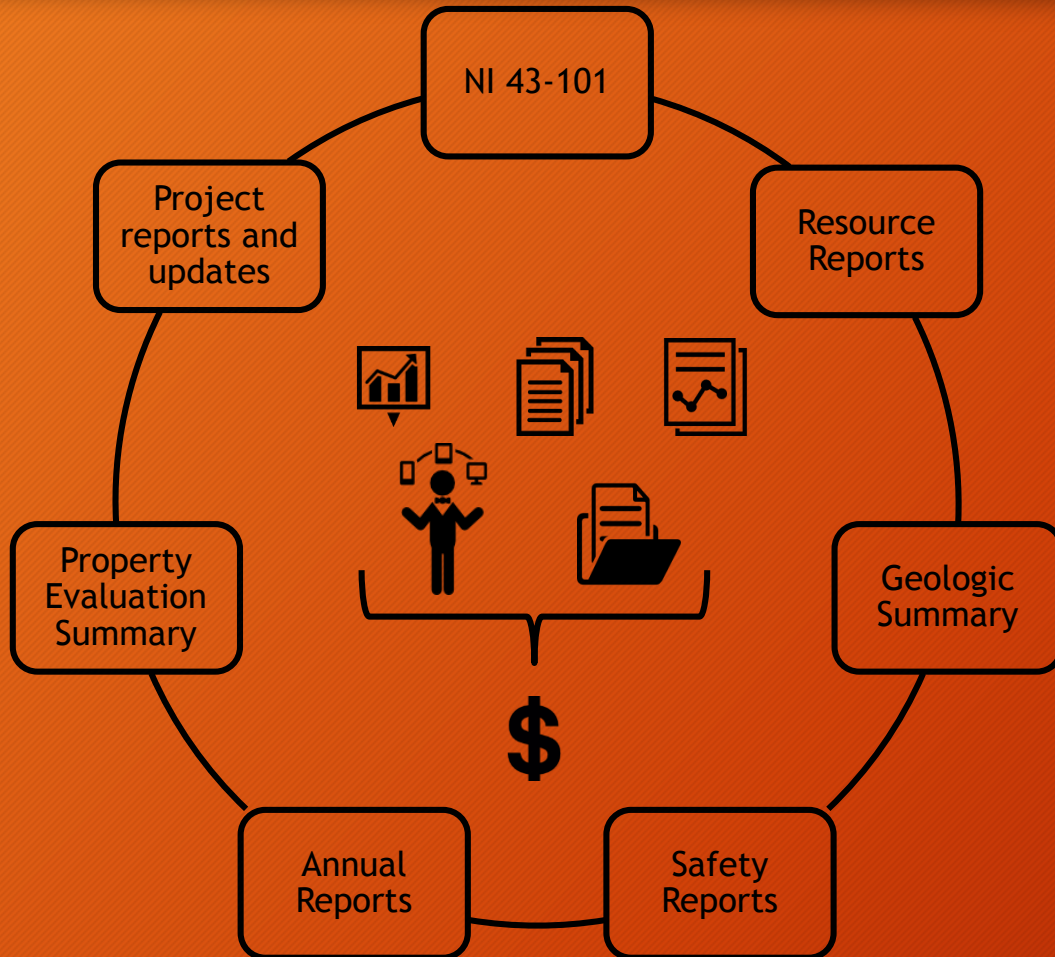 NI 43-101
Project
reports and
updates
Resource
Reports
Property
Evaluation
Summary
Geologic
Summary
$
Annual
Reports
Safety
Reports